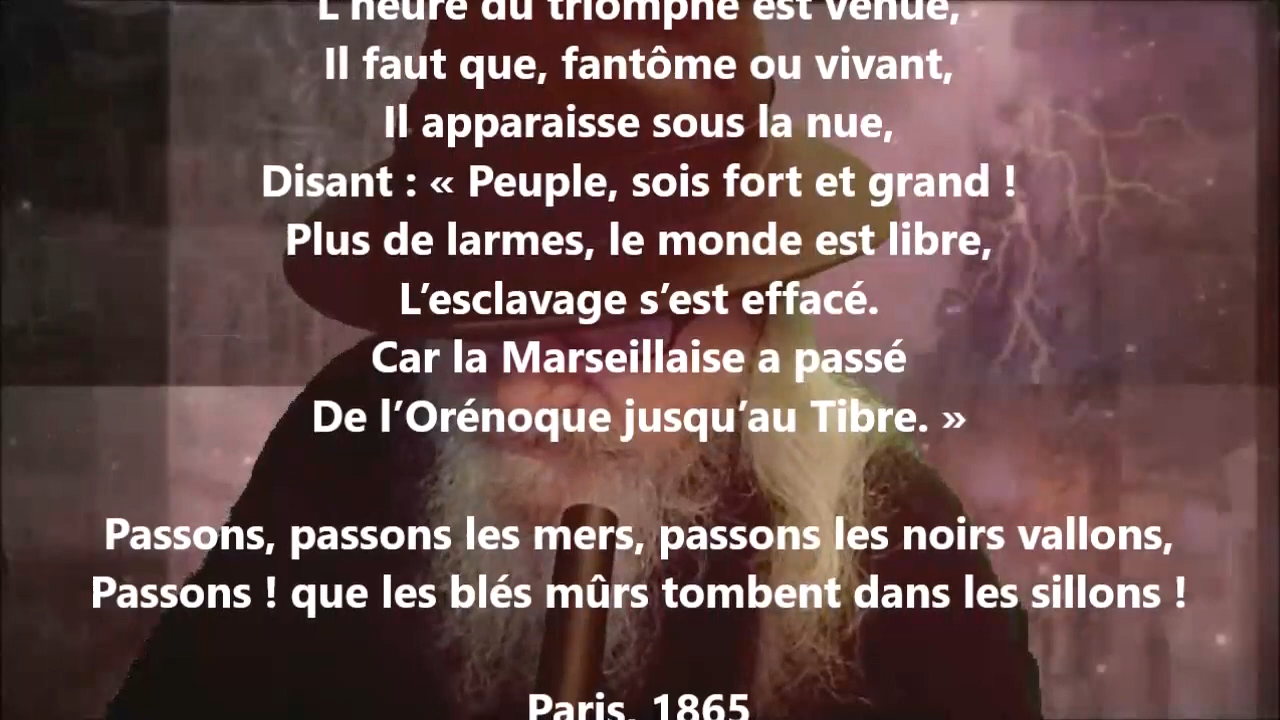 L’heure du triomphe est venue,
Il faut que, fantôme ou vivant,
Il apparaisse sous la nue,
Disant : « Peuple, sois fort et grand !
Plus de larmes, le monde est libre,
L’esclavage s’est effacé.
Car la Marseillaise a passé
De l’Orénoque jusqu’au Tibre. »
Passons, passons les mers, passons les noirs vallons,
Passons ! que les blés mûrs tombent dans les sillons !
Paris, 1865